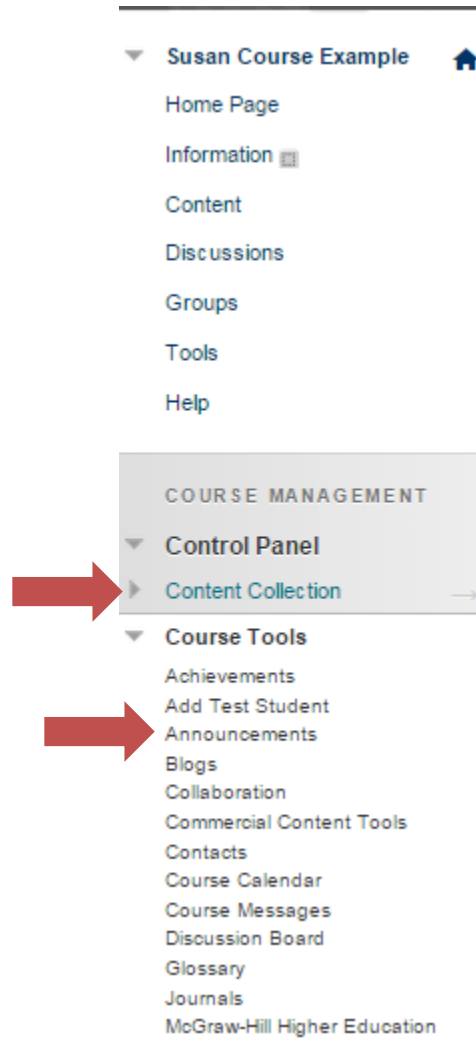 Susan Course Example
Home Page
Information
Content
Discussions
Groups
Tools
Help
COURSE MANAGEMENT
Control Panel
Content Collection
Course Tools
Achievements
Add Test Student
Announcements
Blogs
Collaboration
Commercial Content Tools
Contacts
Course Calendar
Course Messages
Discussion Board
Glossary
Journals
McGraw-Hill Higher Education